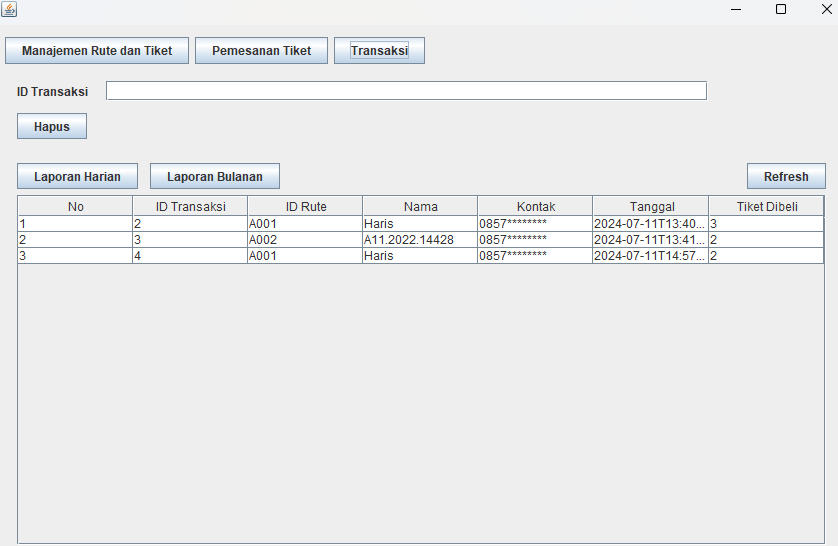 Manajemen Rute dan Tiket Pemesanan Tiket Transaksi
ID Transaksi
Hapus
Laporan Harian Laporan Bulanan Refresh
No ID Transaksi ID Rute Nama Kontak Tanggal Tiket Dibeli
1 2 A001 Haris 0857******** 2024-07-11T13:40... 3
2 3 A002 A11.2022.14428 0857******** 2024-07-11T13:41... 2
3 4 A001 Haris 0857******** 2024-07-11T14:57... 2